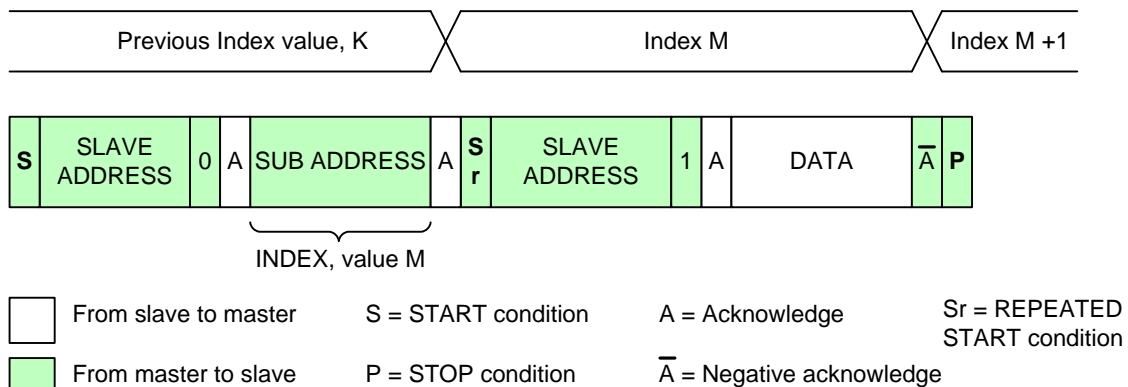 Previous Index value, K
Index M
Index M +1
S
SLAVE
ADDRESS
0
A
SUB ADDRESS
A
S
r
SLAVE
ADDRESS
1
A
DATA
A̅
P
INDEX, value M
From slave to master
S = START condition
A = Acknowledge
Sr = REPEATED
START condition
From master to slave
P = STOP condition
A̅ = Negative acknowledge